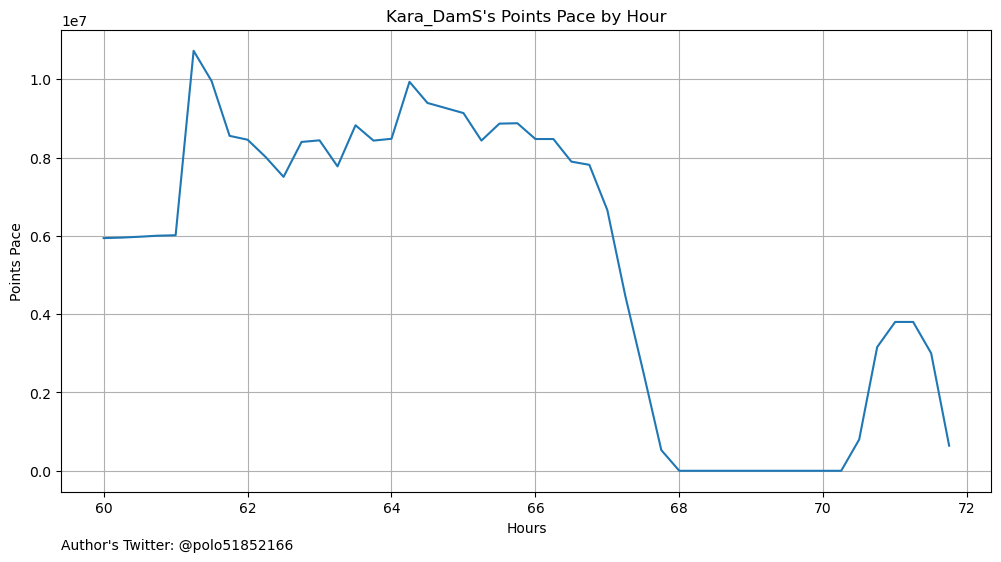 Kara_DamS's Points Pace by Hour
1e7
1.0
0.8
0.6
0.4
0.2
0.0
Points Pace
60 62 64 66 68 70 72
Hours
Author's Twitter: @polo51852166